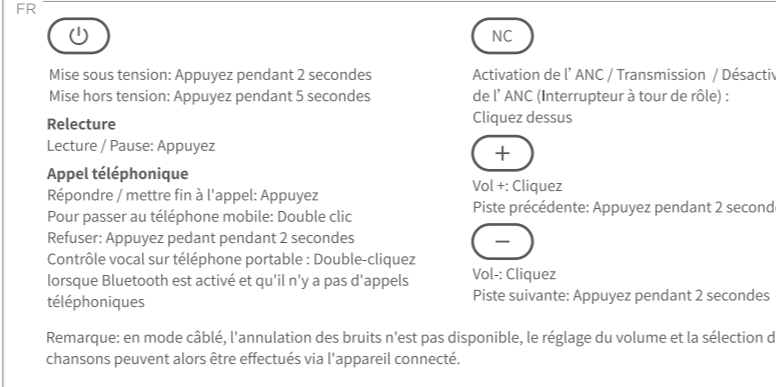 FR
Mise sous tension: Appuyez pendant 2 secondes
Mise hors tension: Appuyez pendant 5 secondes
Relecture
Lecture / Pause: Appuyez
Appel téléphonique
Répondre / mettre fin à l'appel: Appuyez
Pour passer au téléphone mobile: Double clic
Refuser: Appuyez pedant pendant 2 secondes
Contrôle vocal sur téléphone portable : Double-cliquez
lorsque Bluetooth est activé et qu'il n'y a pas d'appels
téléphoniques
NC
Activation de l’ ANC / Transmission / Désactiv
de l’ ANC (Interrupteur à tour de rôle) :
Cliquez dessus
+
Vol +: Cliquez
Piste précédente: Appuyez pendant 2 second
−
Vol-: Cliquez
Piste suivante: Appuyez pendant 2 secondes
Remarque: en mode câblé, l'annulation des bruits n'est pas disponible, le réglage du volume et la sélection d
chansons peuvent alors être effectués via l'appareil connecté.